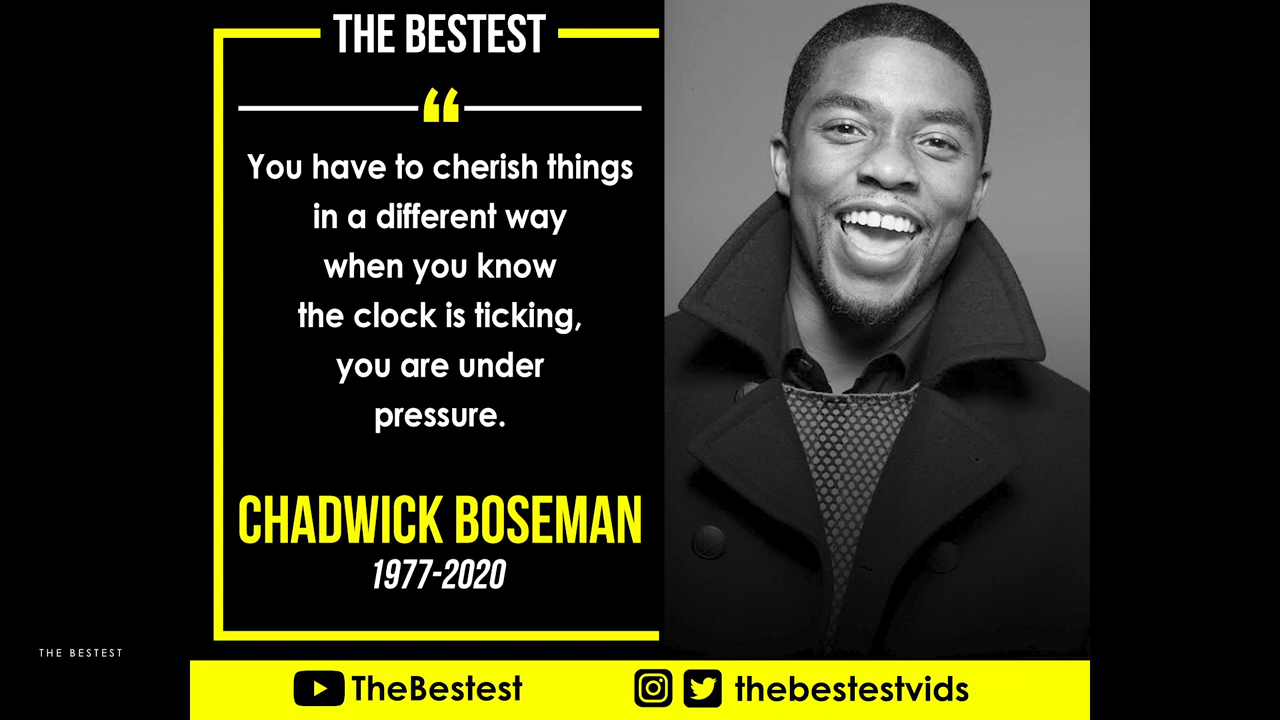 THE BESTEST
“
You have to cherish things
in a different way
when you know
the clock is ticking,
you are under
pressure.
CHADWICK BOSEMAN
1977-2020
THE BESTEST
TheBestest
thebestestvids